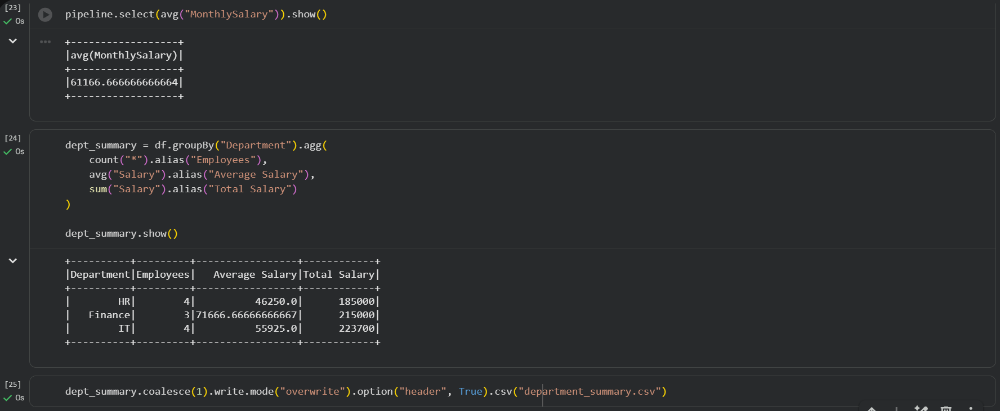 [23]
0s
pipeline.select(avg("MonthlySalary")).show()
+------------------+
|avg(MonthlySalary)|
+------------------+
|61166.666666666664|
+------------------+
[24]
0s
dept_summary = df.groupBy("Department").agg(
    count("*").alias("Employees"),
    avg("Salary").alias("Average Salary"),
    sum("Salary").alias("Total Salary")
)
dept_summary.show()
+----------+---------+-----------------+------------+
|Department|Employees|   Average Salary|Total Salary|
+----------+---------+-----------------+------------+
|        HR|        4|          46250.0|      185000|
|   Finance|        3|71666.66666666667|      215000|
|        IT|        4|          55925.0|      223700|
+----------+---------+-----------------+------------+
[25]
0s
dept_summary.coalesce(1).write.mode("overwrite").option("header", True).csv("department_summary.csv")